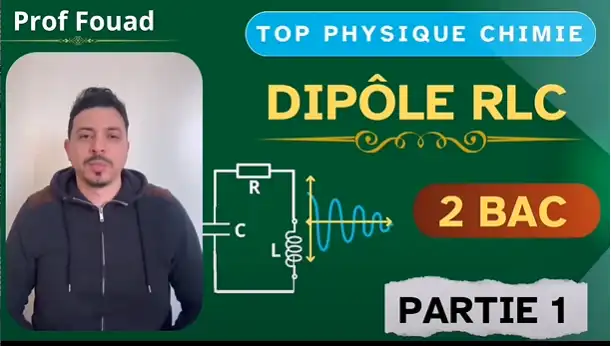 Prof Fouad
TOP PHYSIQUE CHIMIE
DIPÔLE RLC
R
C
L
2 BAC
PARTIE 1